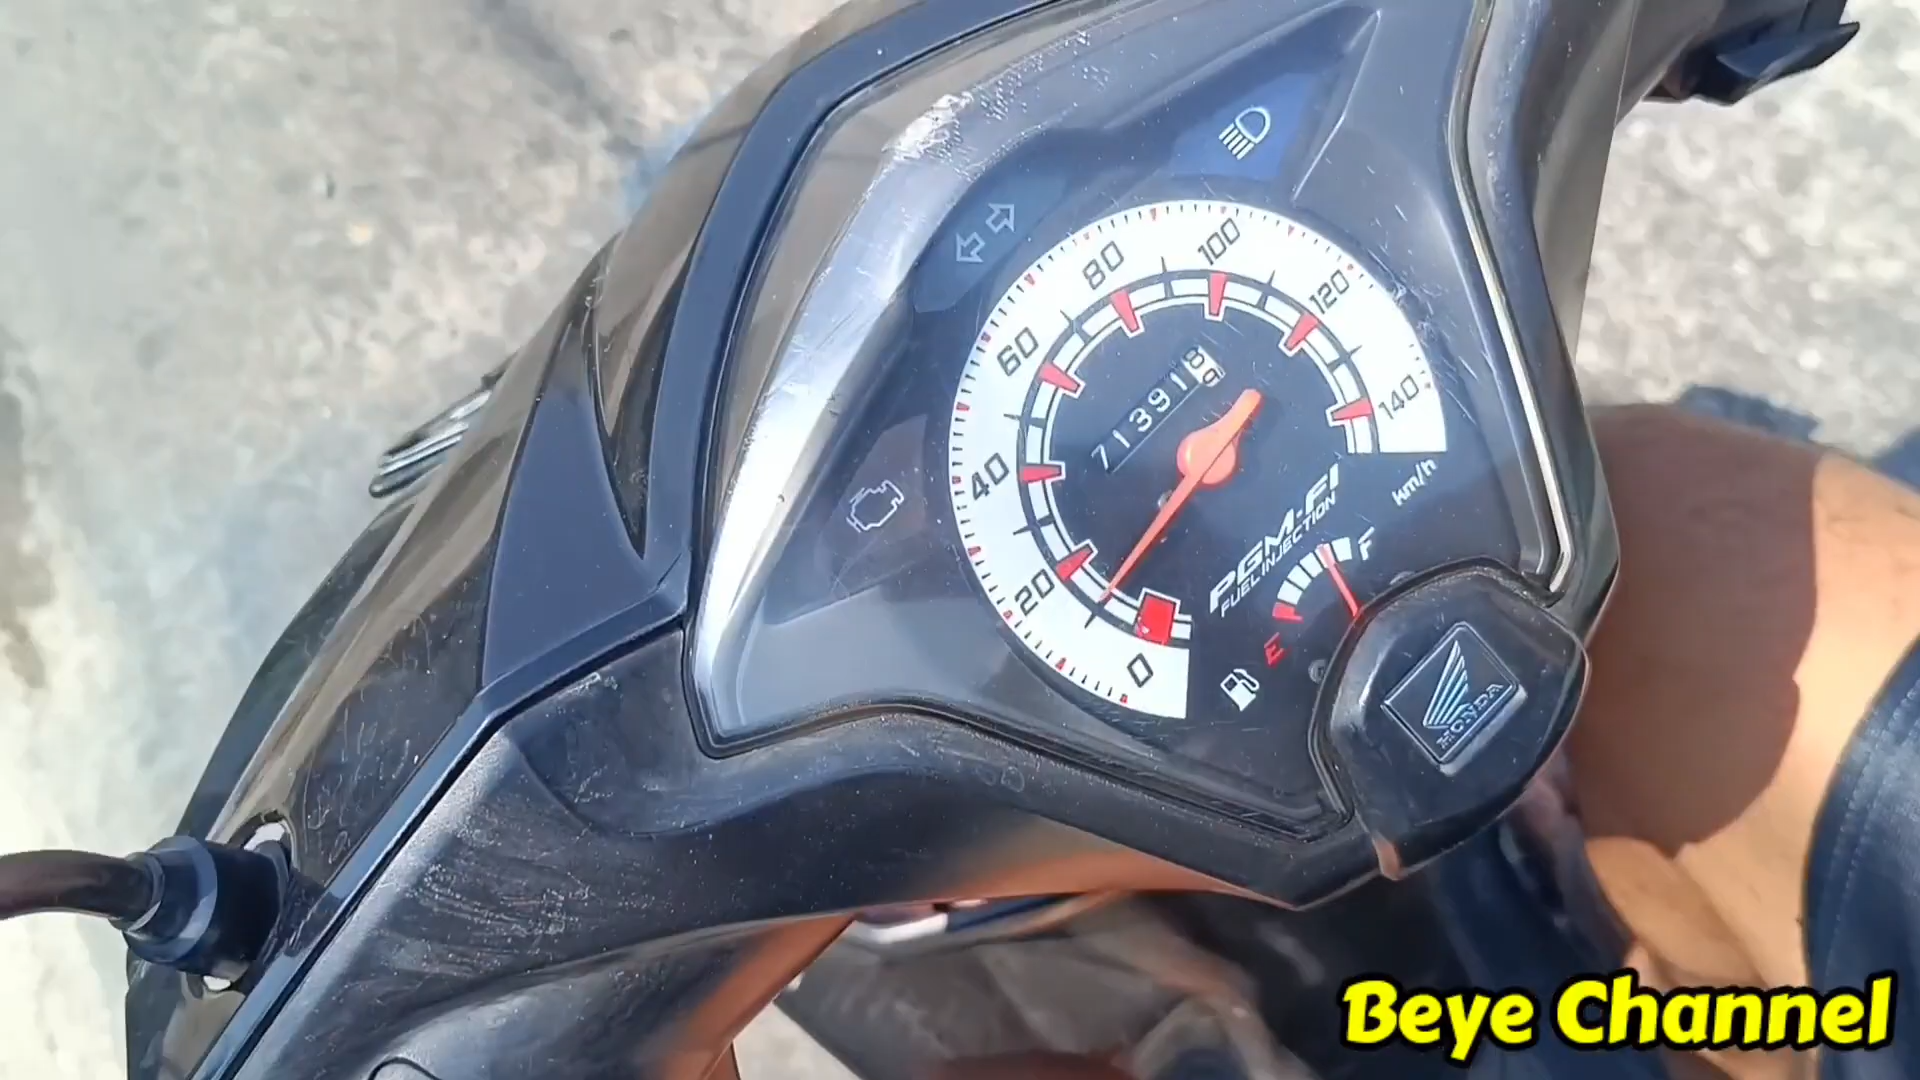 0
20
40
60
80
100
120
140
km/h
71391
PGM-FI
FUEL INJECTION
E
F
HONDA
Beye Channel